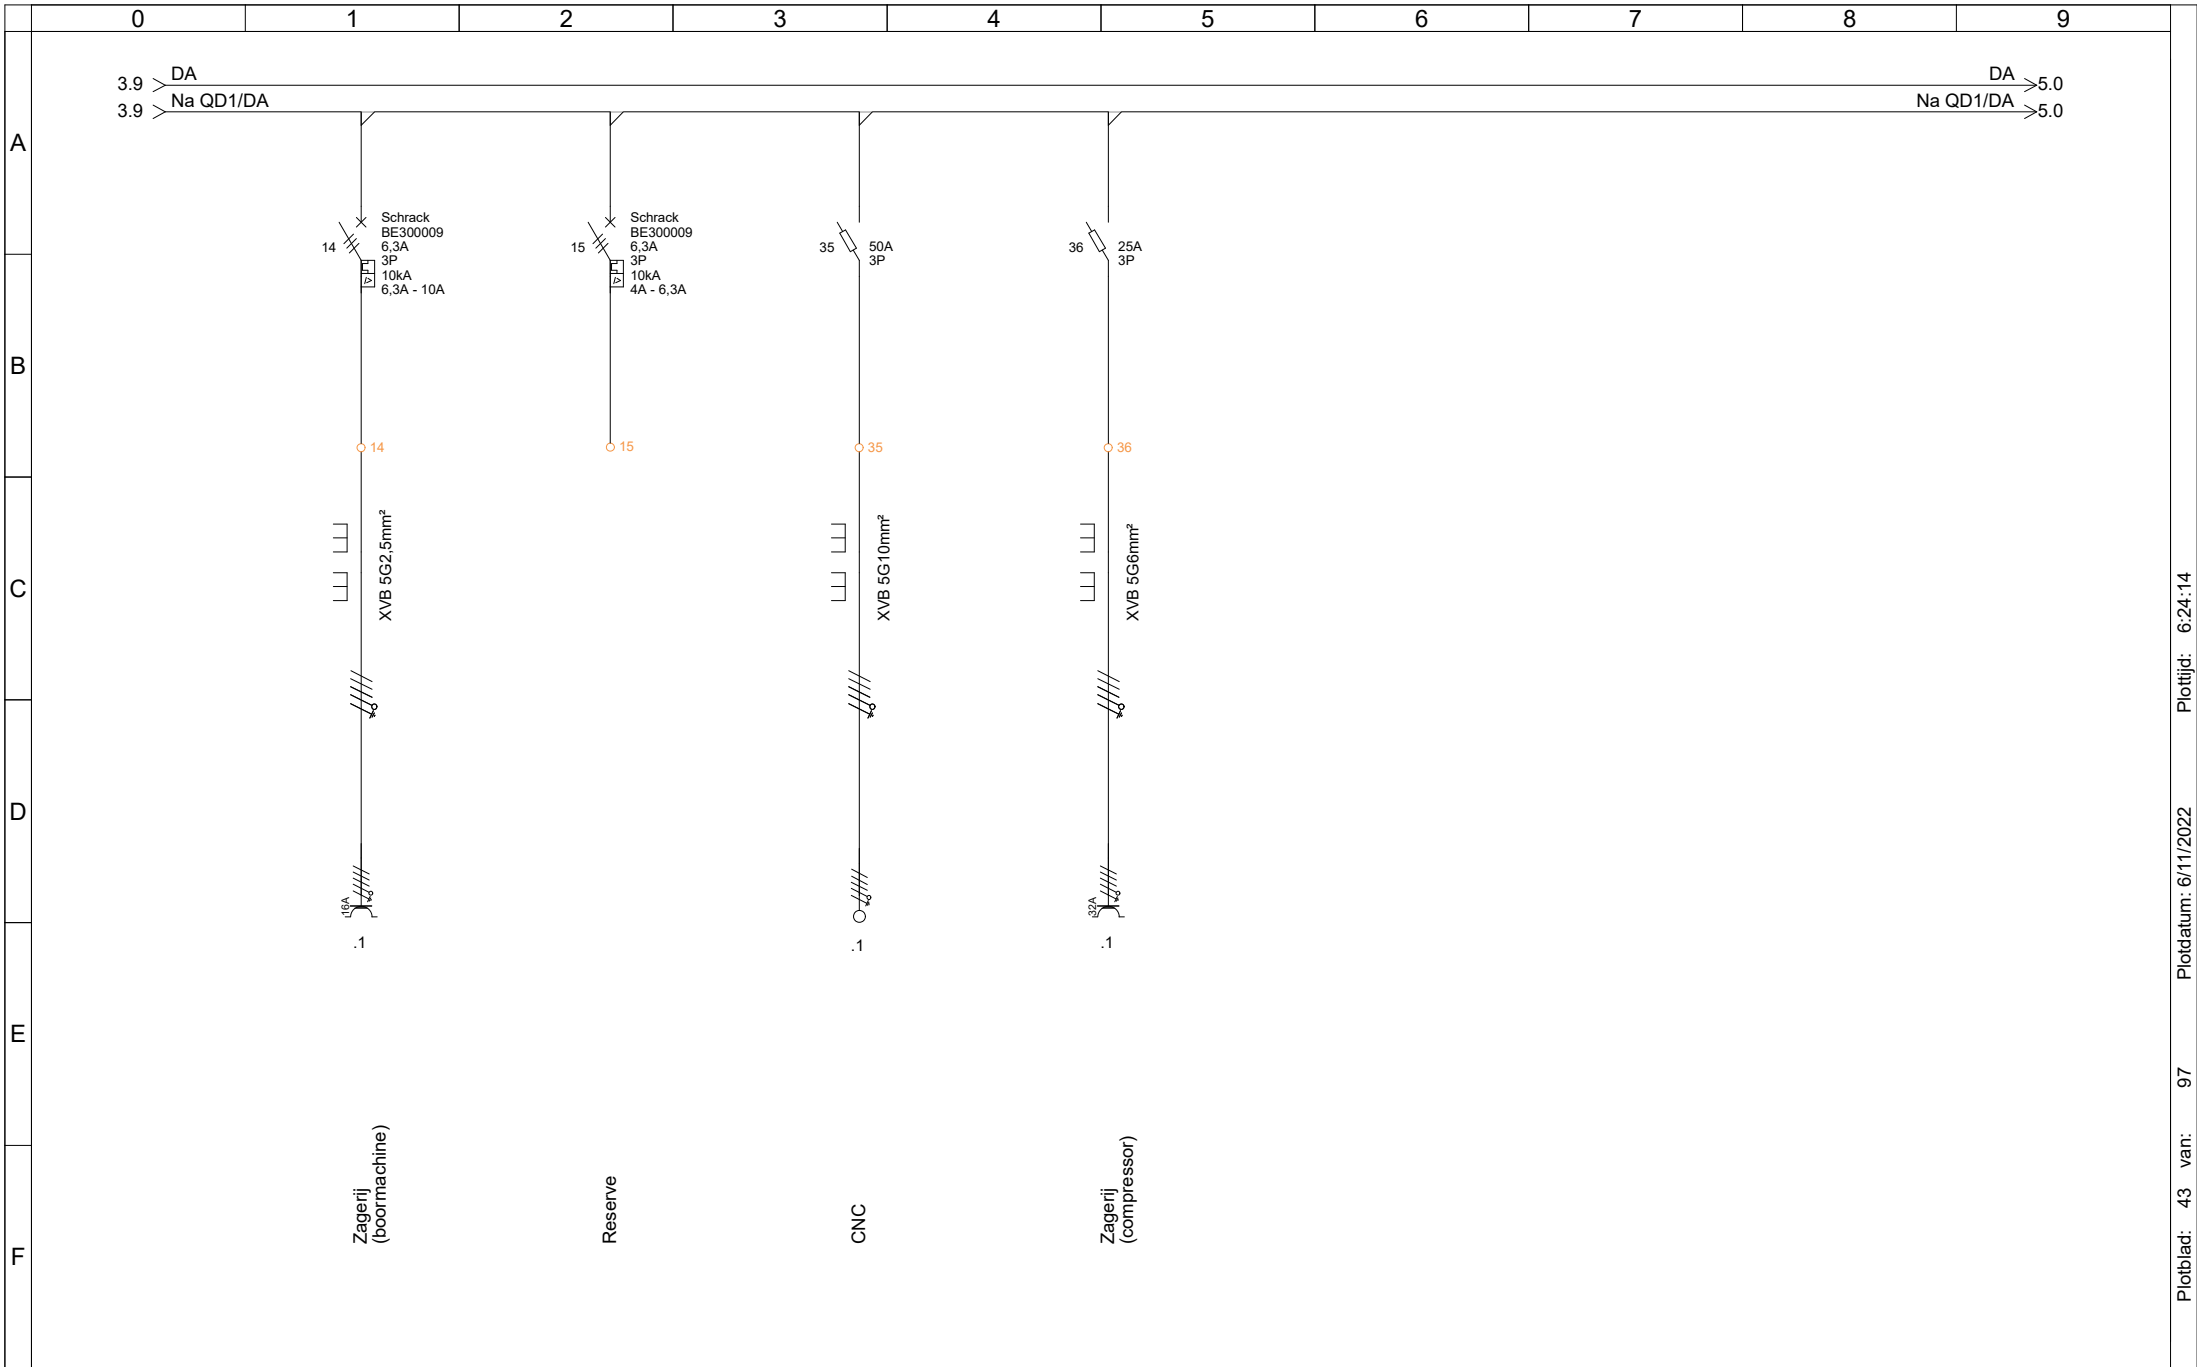 0 1 2 3 4 5 6 7 8 9
3.9 DA DA 5.0
3.9 Na QD1/DA Na QD1/DA 5.0
A
B
C
D
E
F
14
Schrack
BE300009
6,3A
3P
10kA
6,3A - 10A
15
Schrack
BE300009
6,3A
3P
10kA
4A - 6,3A
35
50A
3P
36
25A
3P
14
15
35
36
XVB 5G2,5mm²
XVB 5G10mm²
XVB 5G6mm²
16A
.1
.1
32A
.1
Zagerij
(boormachine)
Reserve
CNC
Zagerij
(compressor)
Plotblad: 43 van: 97 Plotdatum: 6/11/2022 Plottijd: 6:24:14